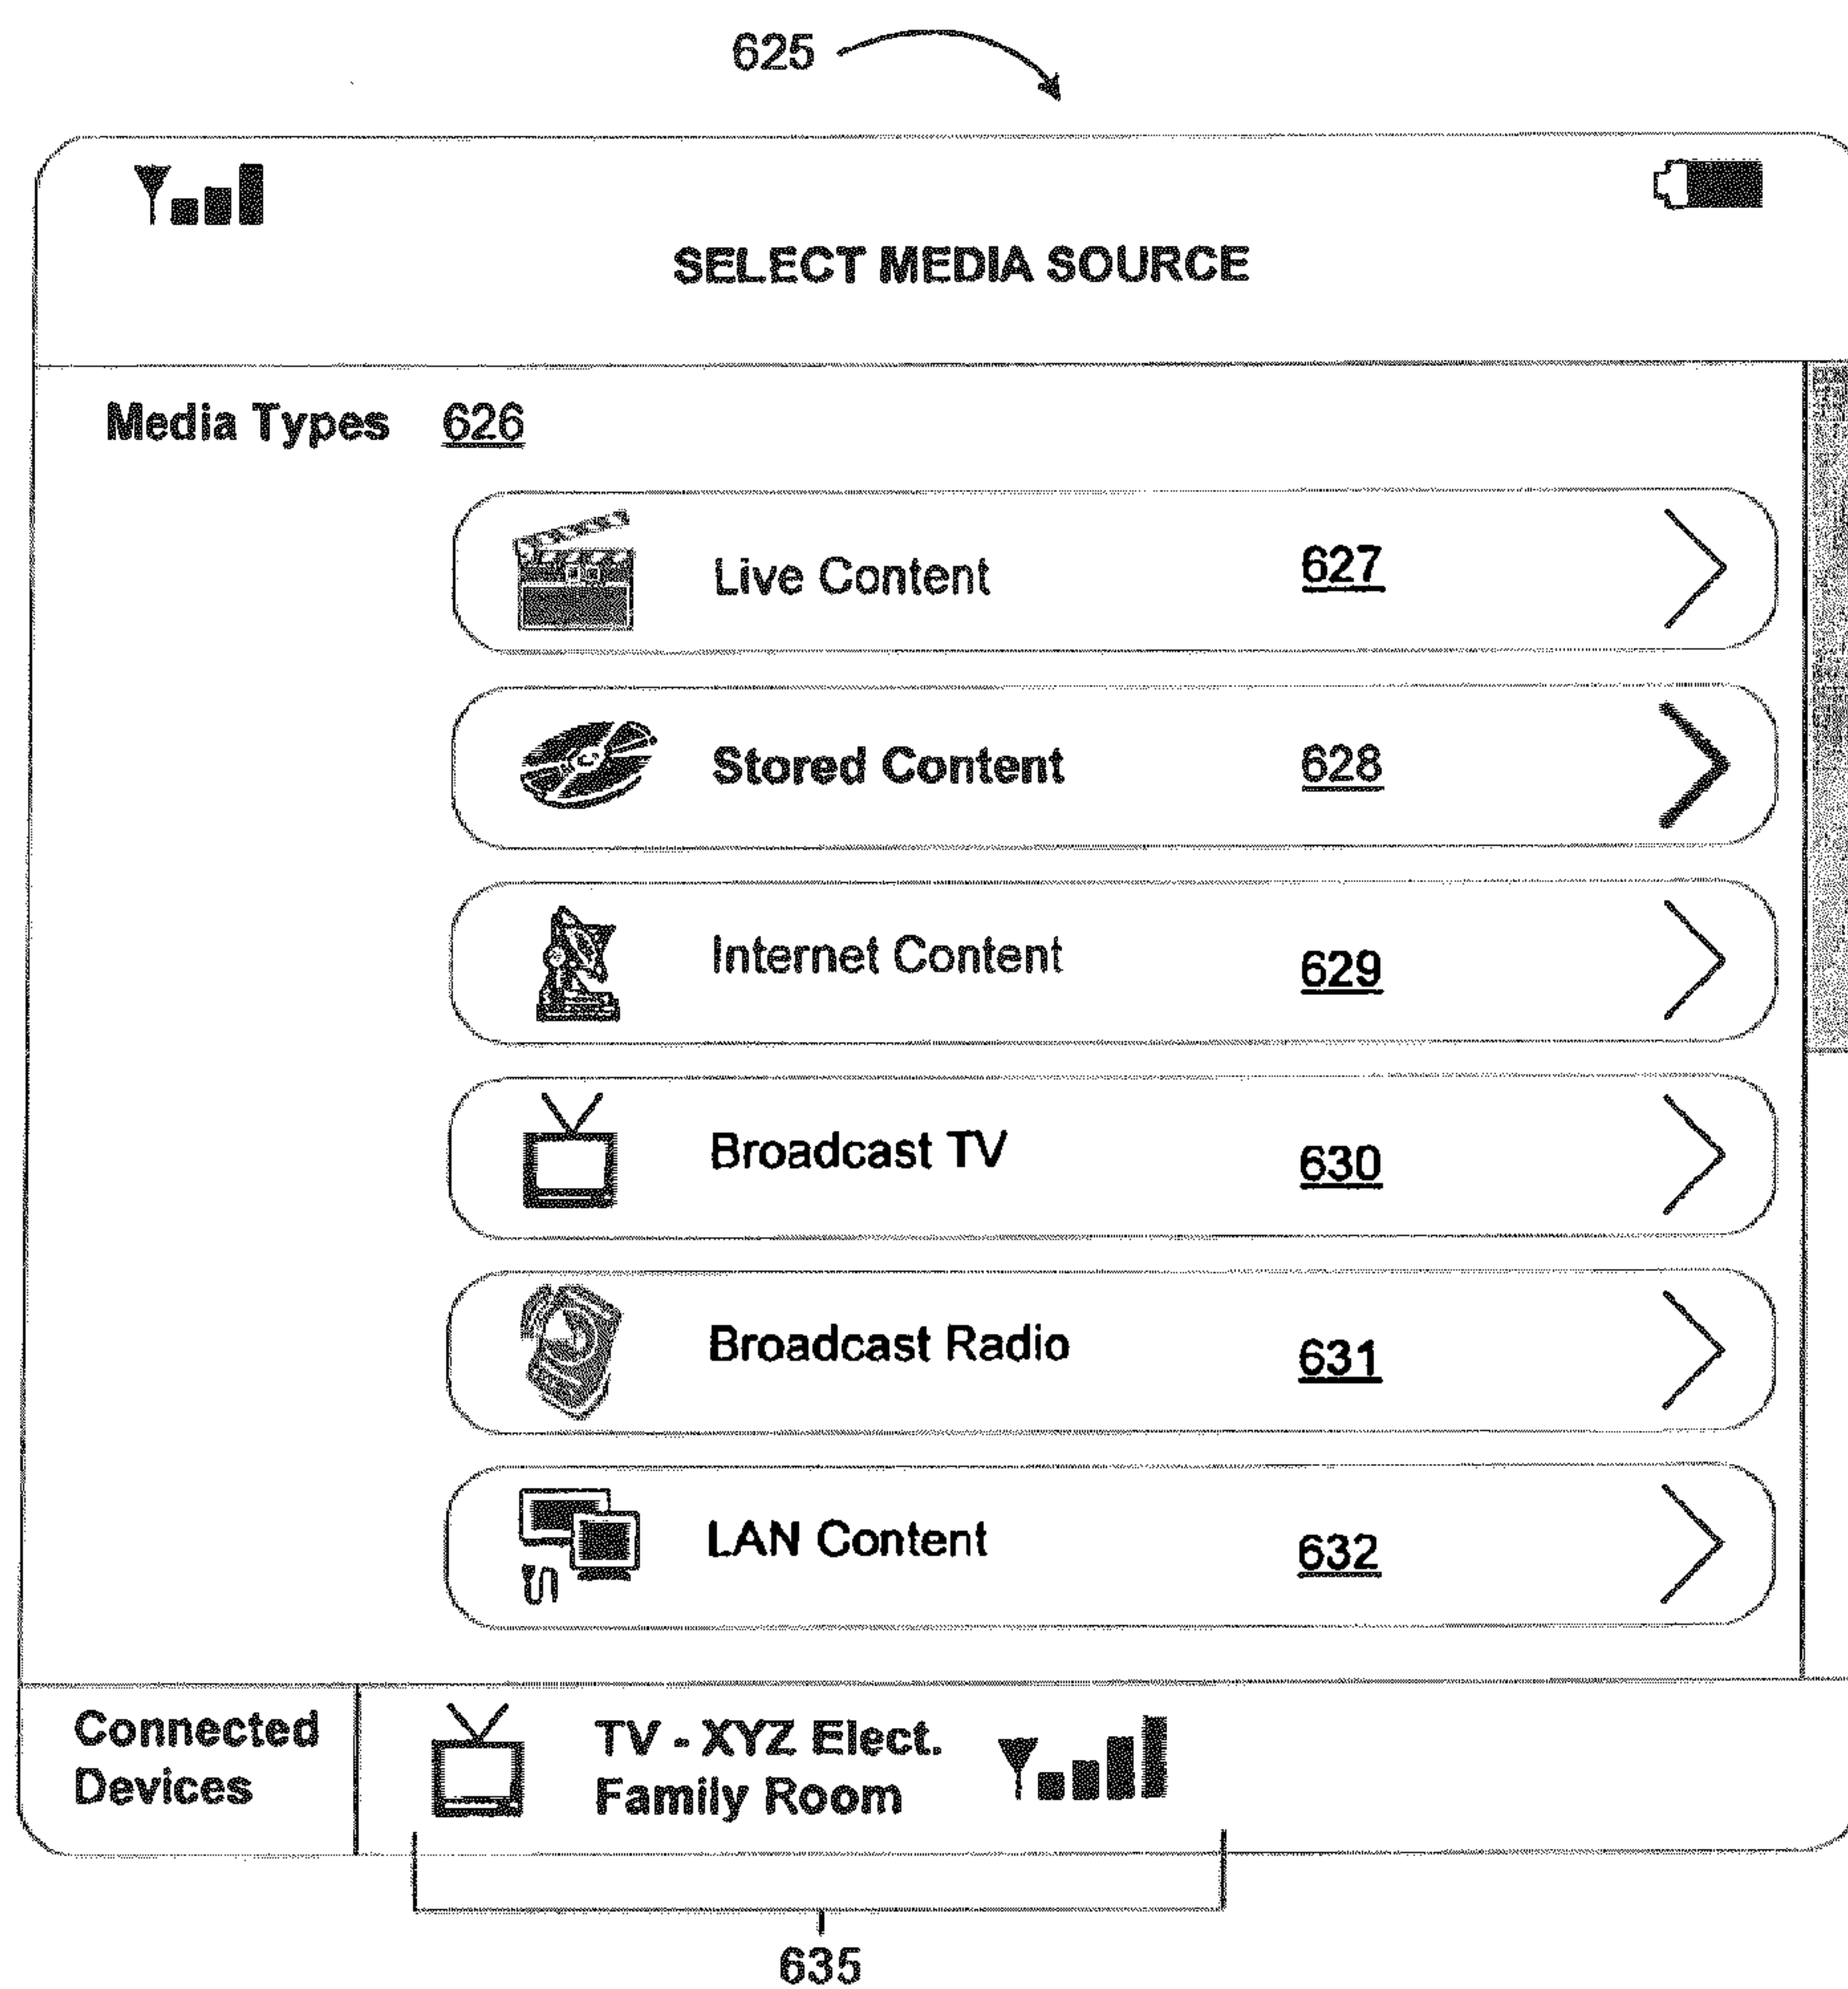 625
SELECT MEDIA SOURCE
Media Types 626
Live Content 627
Stored Content 628
Internet Content 629
Broadcast TV 630
Broadcast Radio 631
LAN Content 632
Connected
Devices
TV - XYZ Elect.
Family Room
635